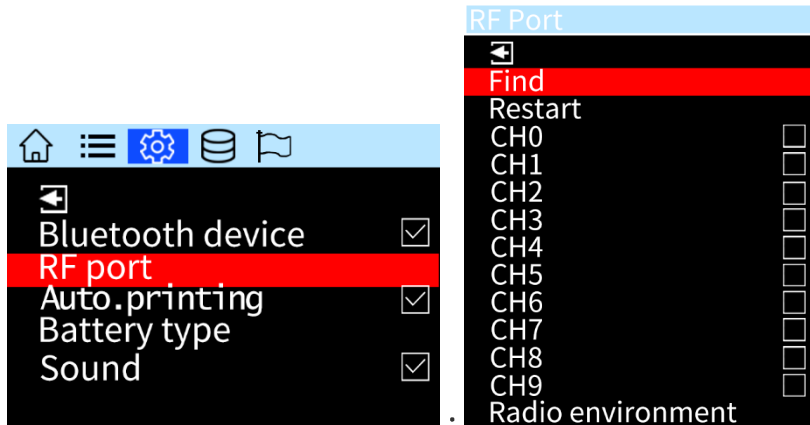 Bluetooth device
RF port
Auto.printing
Battery type
Sound
.
RF Port
Find
Restart
CH0
CH1
CH2
CH3
CH4
CH5
CH6
CH7
CH8
CH9
Radio environment